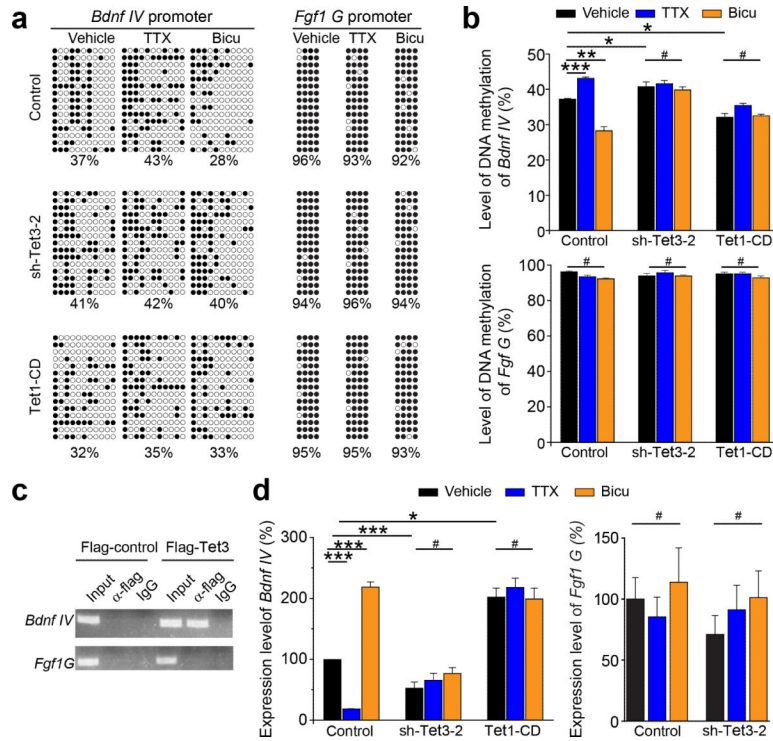 a
Bdnf IV promoter
Fgf1 G promoter
Vehicle TTX Bicu
Vehicle TTX Bicu
Control
37% 43% 28%
96% 93% 92%
sh-Tet3-2
41% 42% 40%
94% 96% 94%
Tet1-CD
32% 35% 33%
95% 95% 93%
b
Vehicle TTX Bicu
Level of DNA methylation
of Bdnf IV (%)
50
40
30
20
10
0
*
*
**
***
# #
Control sh-Tet3-2 Tet1-CD
Level of DNA methylation
of Fgf G (%)
100
80
60
40
20
0
# # #
Control sh-Tet3-2 Tet1-CD
c
Flag-control Flag-Tet3
Input α-flag IgG Input α-flag IgG
Bdnf IV
Fgf1G
d
Vehicle TTX Bicu
Expression levelof Bdnf IV (%)
300
200
100
0
*
***
***
***
# #
Control sh-Tet3-2 Tet1-CD
Expression level of Fgf1 G (%)
150
100
50
0
# #
Control sh-Tet3-2